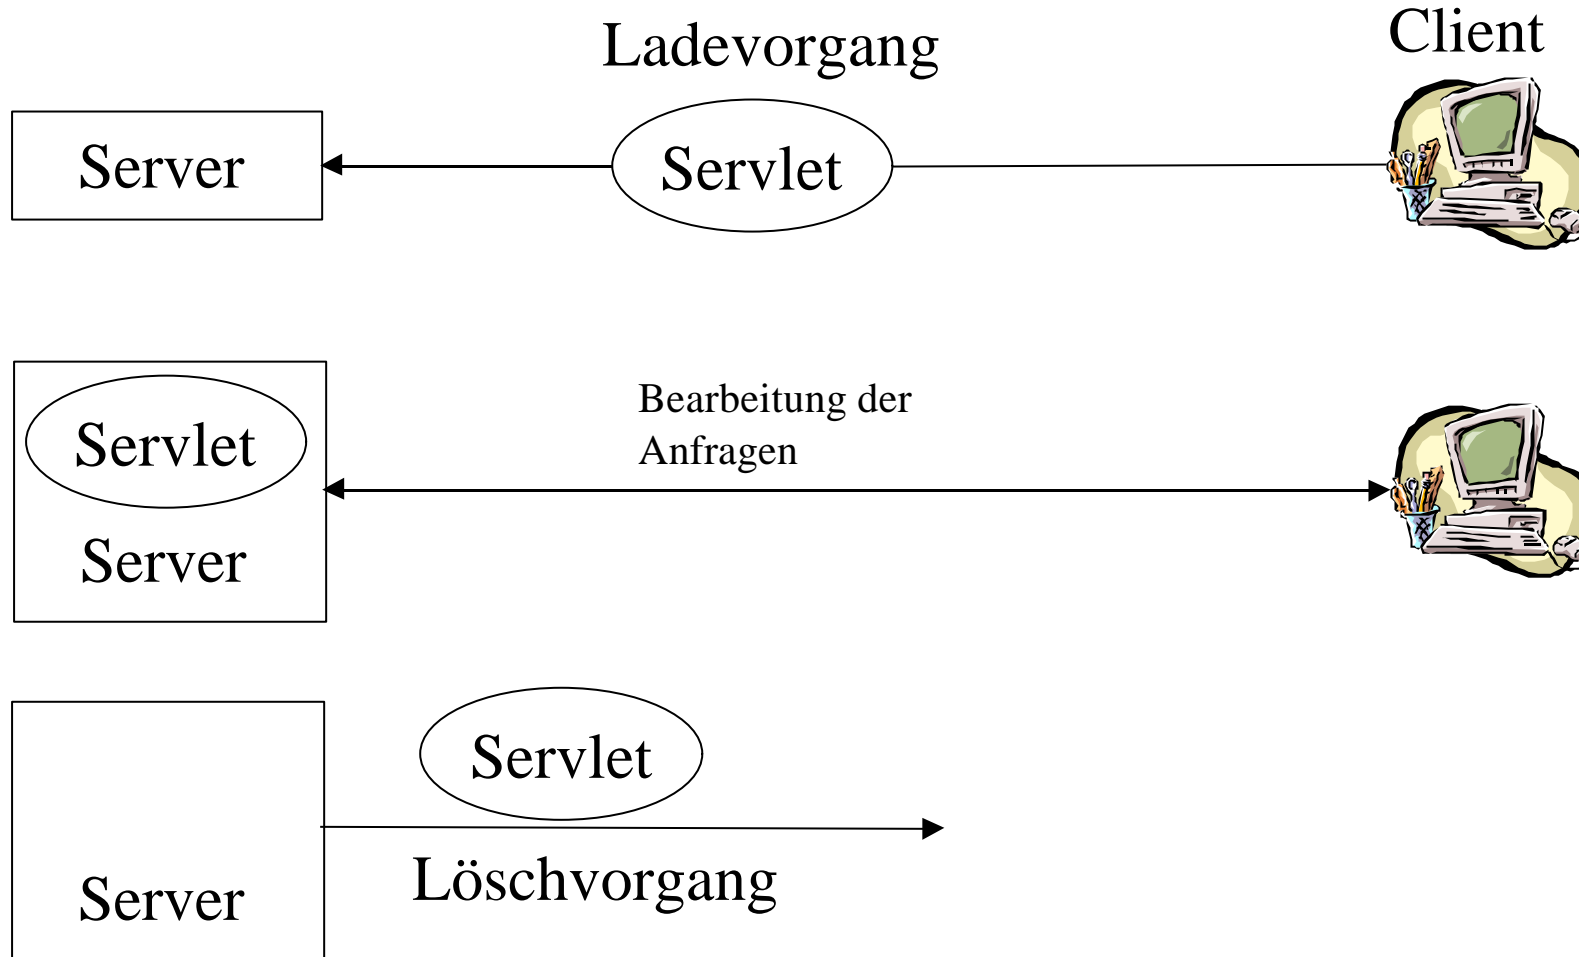 Ladevorgang
Client
Server
Servlet
Bearbeitung der
Anfragen
Servlet
Server
Servlet
Löschvorgang
Server